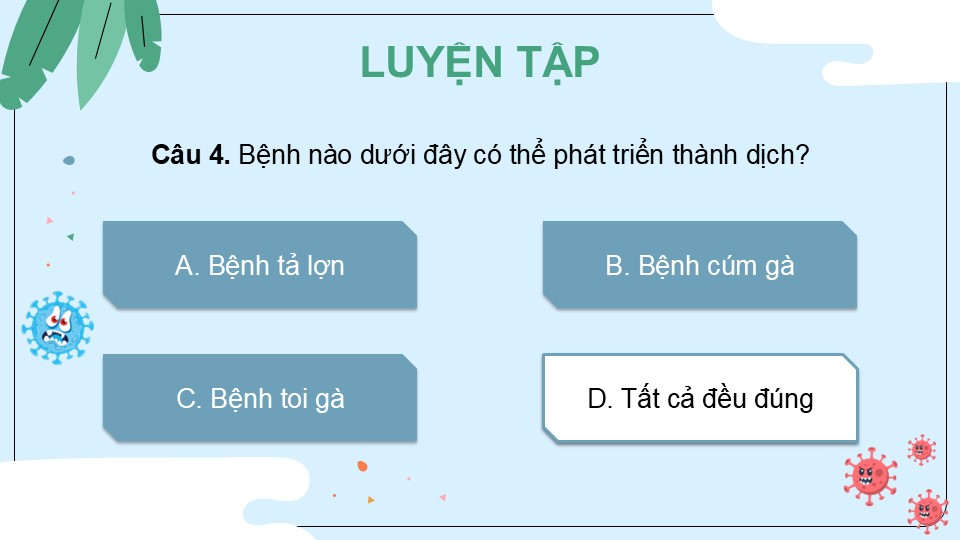 LUYỆN TẬP
Câu 4. Bệnh nào dưới đây có thể phát triển thành dịch?
A. Bệnh tả lợn
B. Bệnh cúm gà
C. Bệnh toi gà
D. Tất cả đều đúng